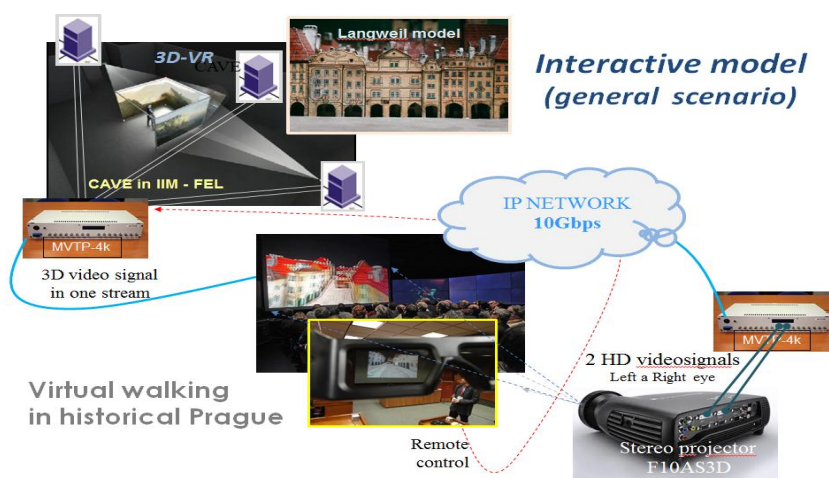 3D-VR
CAVE
Langweil model
Interactive model
(general scenario)
CAVE in IIM - FEL
MVTP-4k
3D video signal
in one stream
IP NETWORK
10Gbps
MVTP-4k
2 HD videosignals
Left a Right eye
Virtual walking
in historical Prague
Remote
control
Stereo projector
F10AS3D